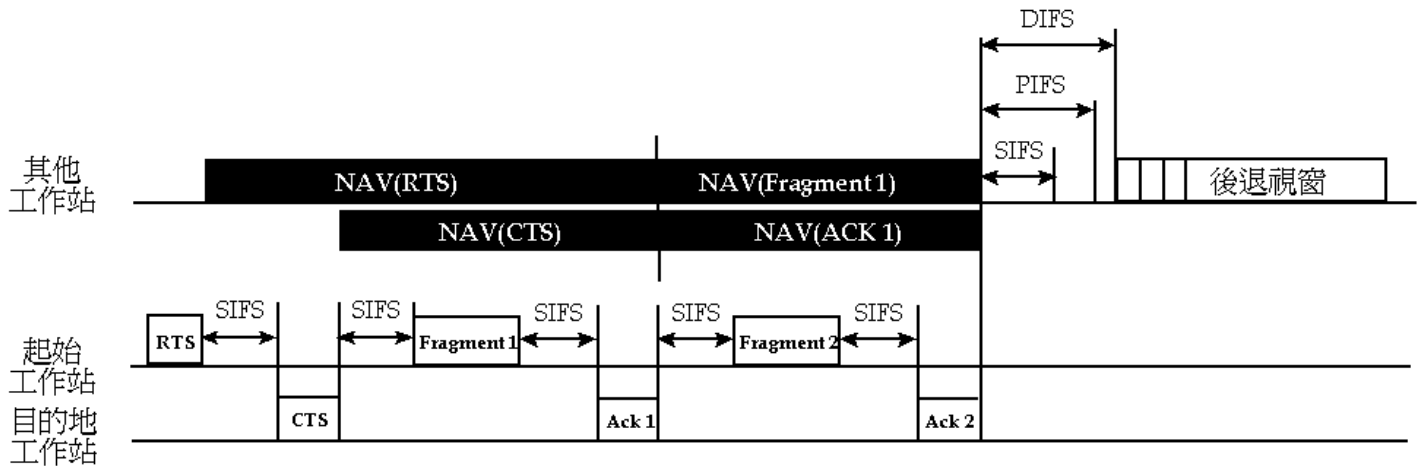 DIFS
PIFS
SIFS
其他
工作站
NAV(RTS)
NAV(Fragment 1)
後退視窗
NAV(CTS)
NAV(ACK 1)
SIFS
SIFS
SIFS
SIFS
SIFS
起始
工作站
RTS
Fragment 1
Fragment 2
目的地
工作站
CTS
Ack 1
Ack 2